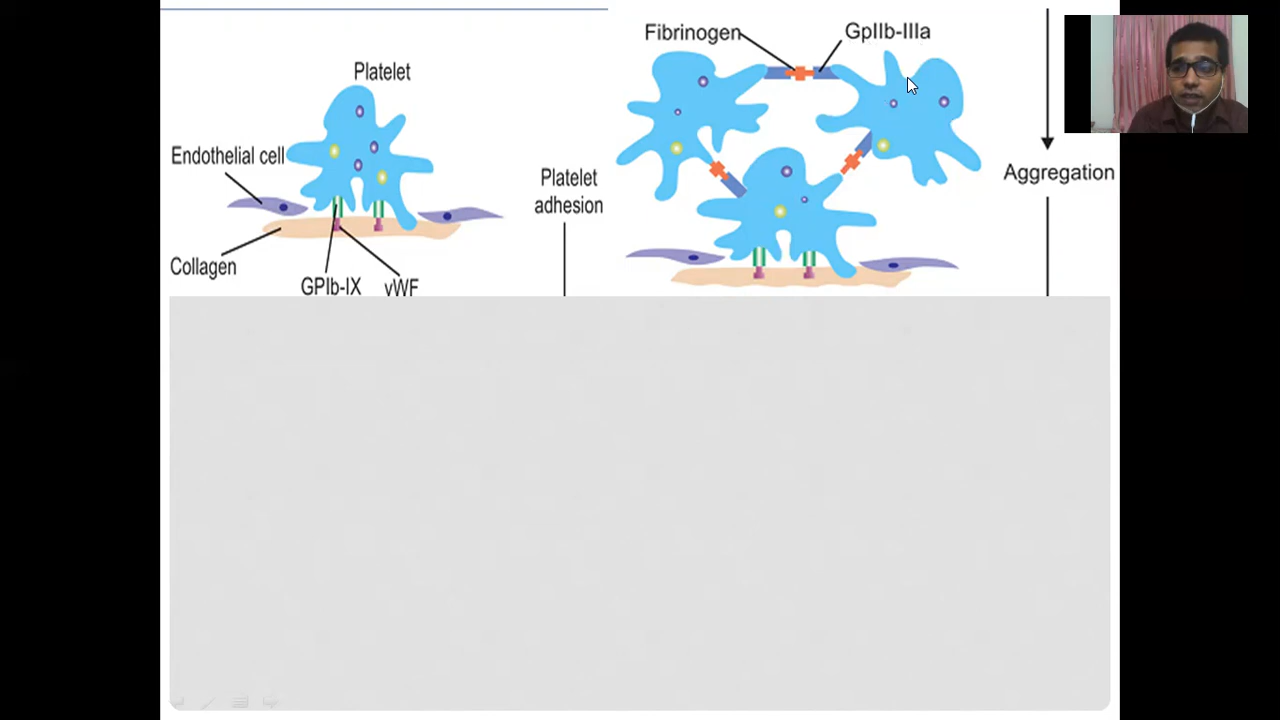 Platelet
Endothelial cell
Collagen
GPIb-IX
vWF
Platelet
adhesion
Fibrinogen
GpIIb-IIIa
Aggregation